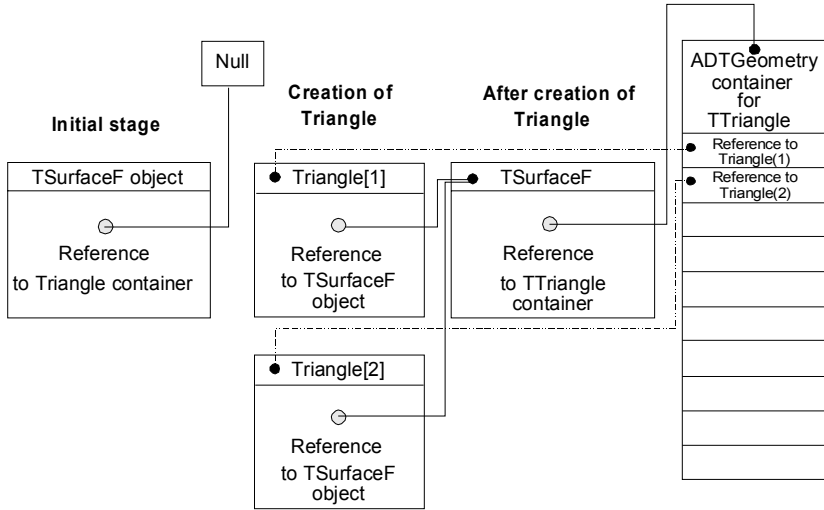 Null
Initial stage
TSurfaceF object
Reference
to Triangle container
Creation of
Triangle
Triangle[1]
Reference
to TSurfaceF
object
Triangle[2]
Reference
to TSurfaceF
object
After creation of
Triangle
TSurfaceF
Reference
to TTriangle
container
ADTGeometry
container
for
TTriangle
Reference to
Triangle(1)
Reference to
Triangle(2)